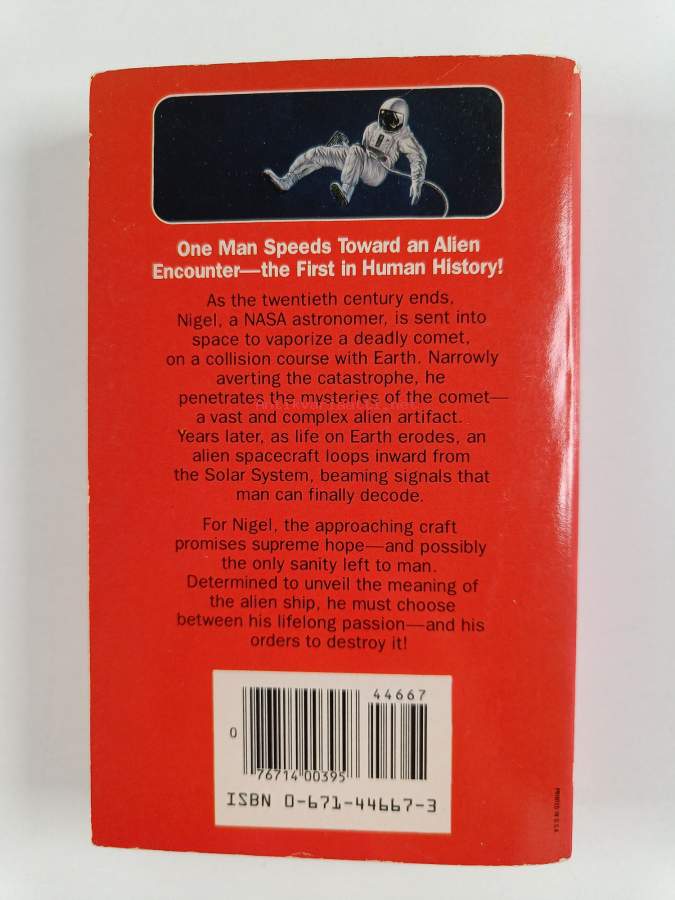 One Man Speeds Toward an Alien
Encounter—the First in Human History!
As the twentieth century ends,
Nigel, a NASA astronomer, is sent into
space to vaporize a deadly comet,
on a collision course with Earth. Narrowly
averting the catastrophe, he
penetrates the mysteries of the comet—
a vast and complex alien artifact.
Years later, as life on Earth erodes, an
alien spacecraft loops inward from
the Solar System, beaming signals that
man can finally decode.
For Nigel, the approaching craft
promises supreme hope—and possibly
the only sanity left to man.
Determined to unveil the meaning of
the alien ship, he must choose
between his lifelong passion—and his
orders to destroy it!
44667
0
76714 00395
ISBN 0-671-44667-3
PRINTED IN U.S.A.